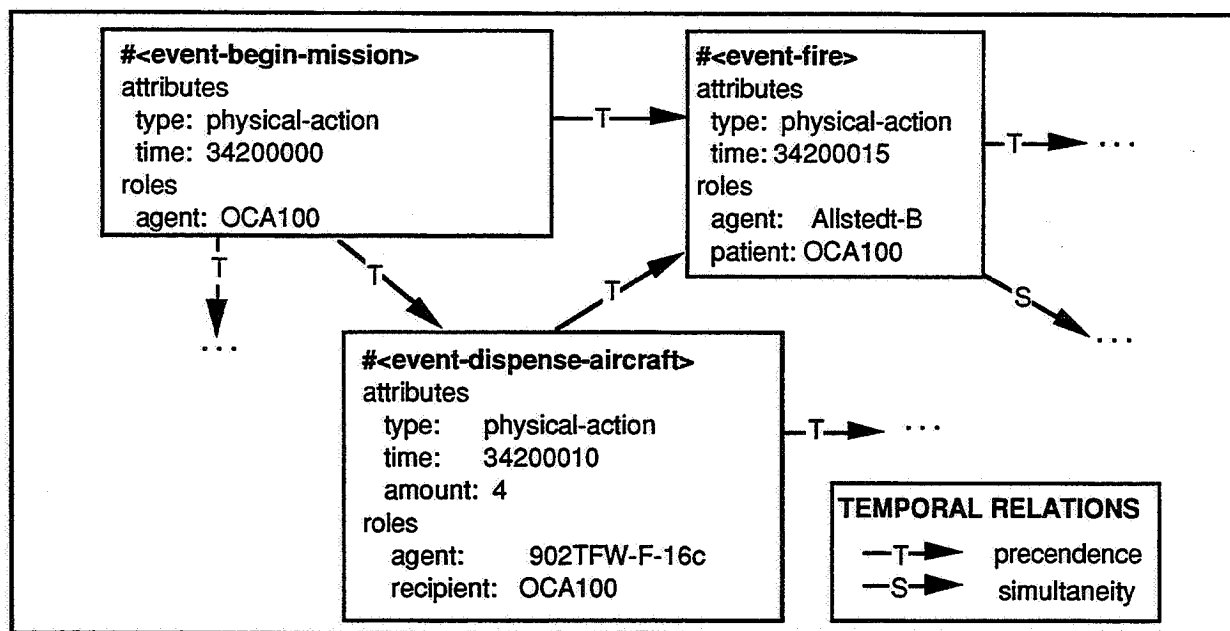 #<event-begin-mission>
attributes
type: physical-action
time: 34200000
roles
agent: OCA100
T
#<event-fire>
attributes
type: physical-action
time: 34200015
roles
agent: Allstedt-B
patient: OCA100
T
...
S
...
T
...
T
T
#<event-dispense-aircraft>
attributes
type: physical-action
time: 34200010
amount: 4
roles
agent: 902TFW-F-16c
recipient: OCA100
T
...
TEMPORAL RELATIONS
T precendence
S simultaneity